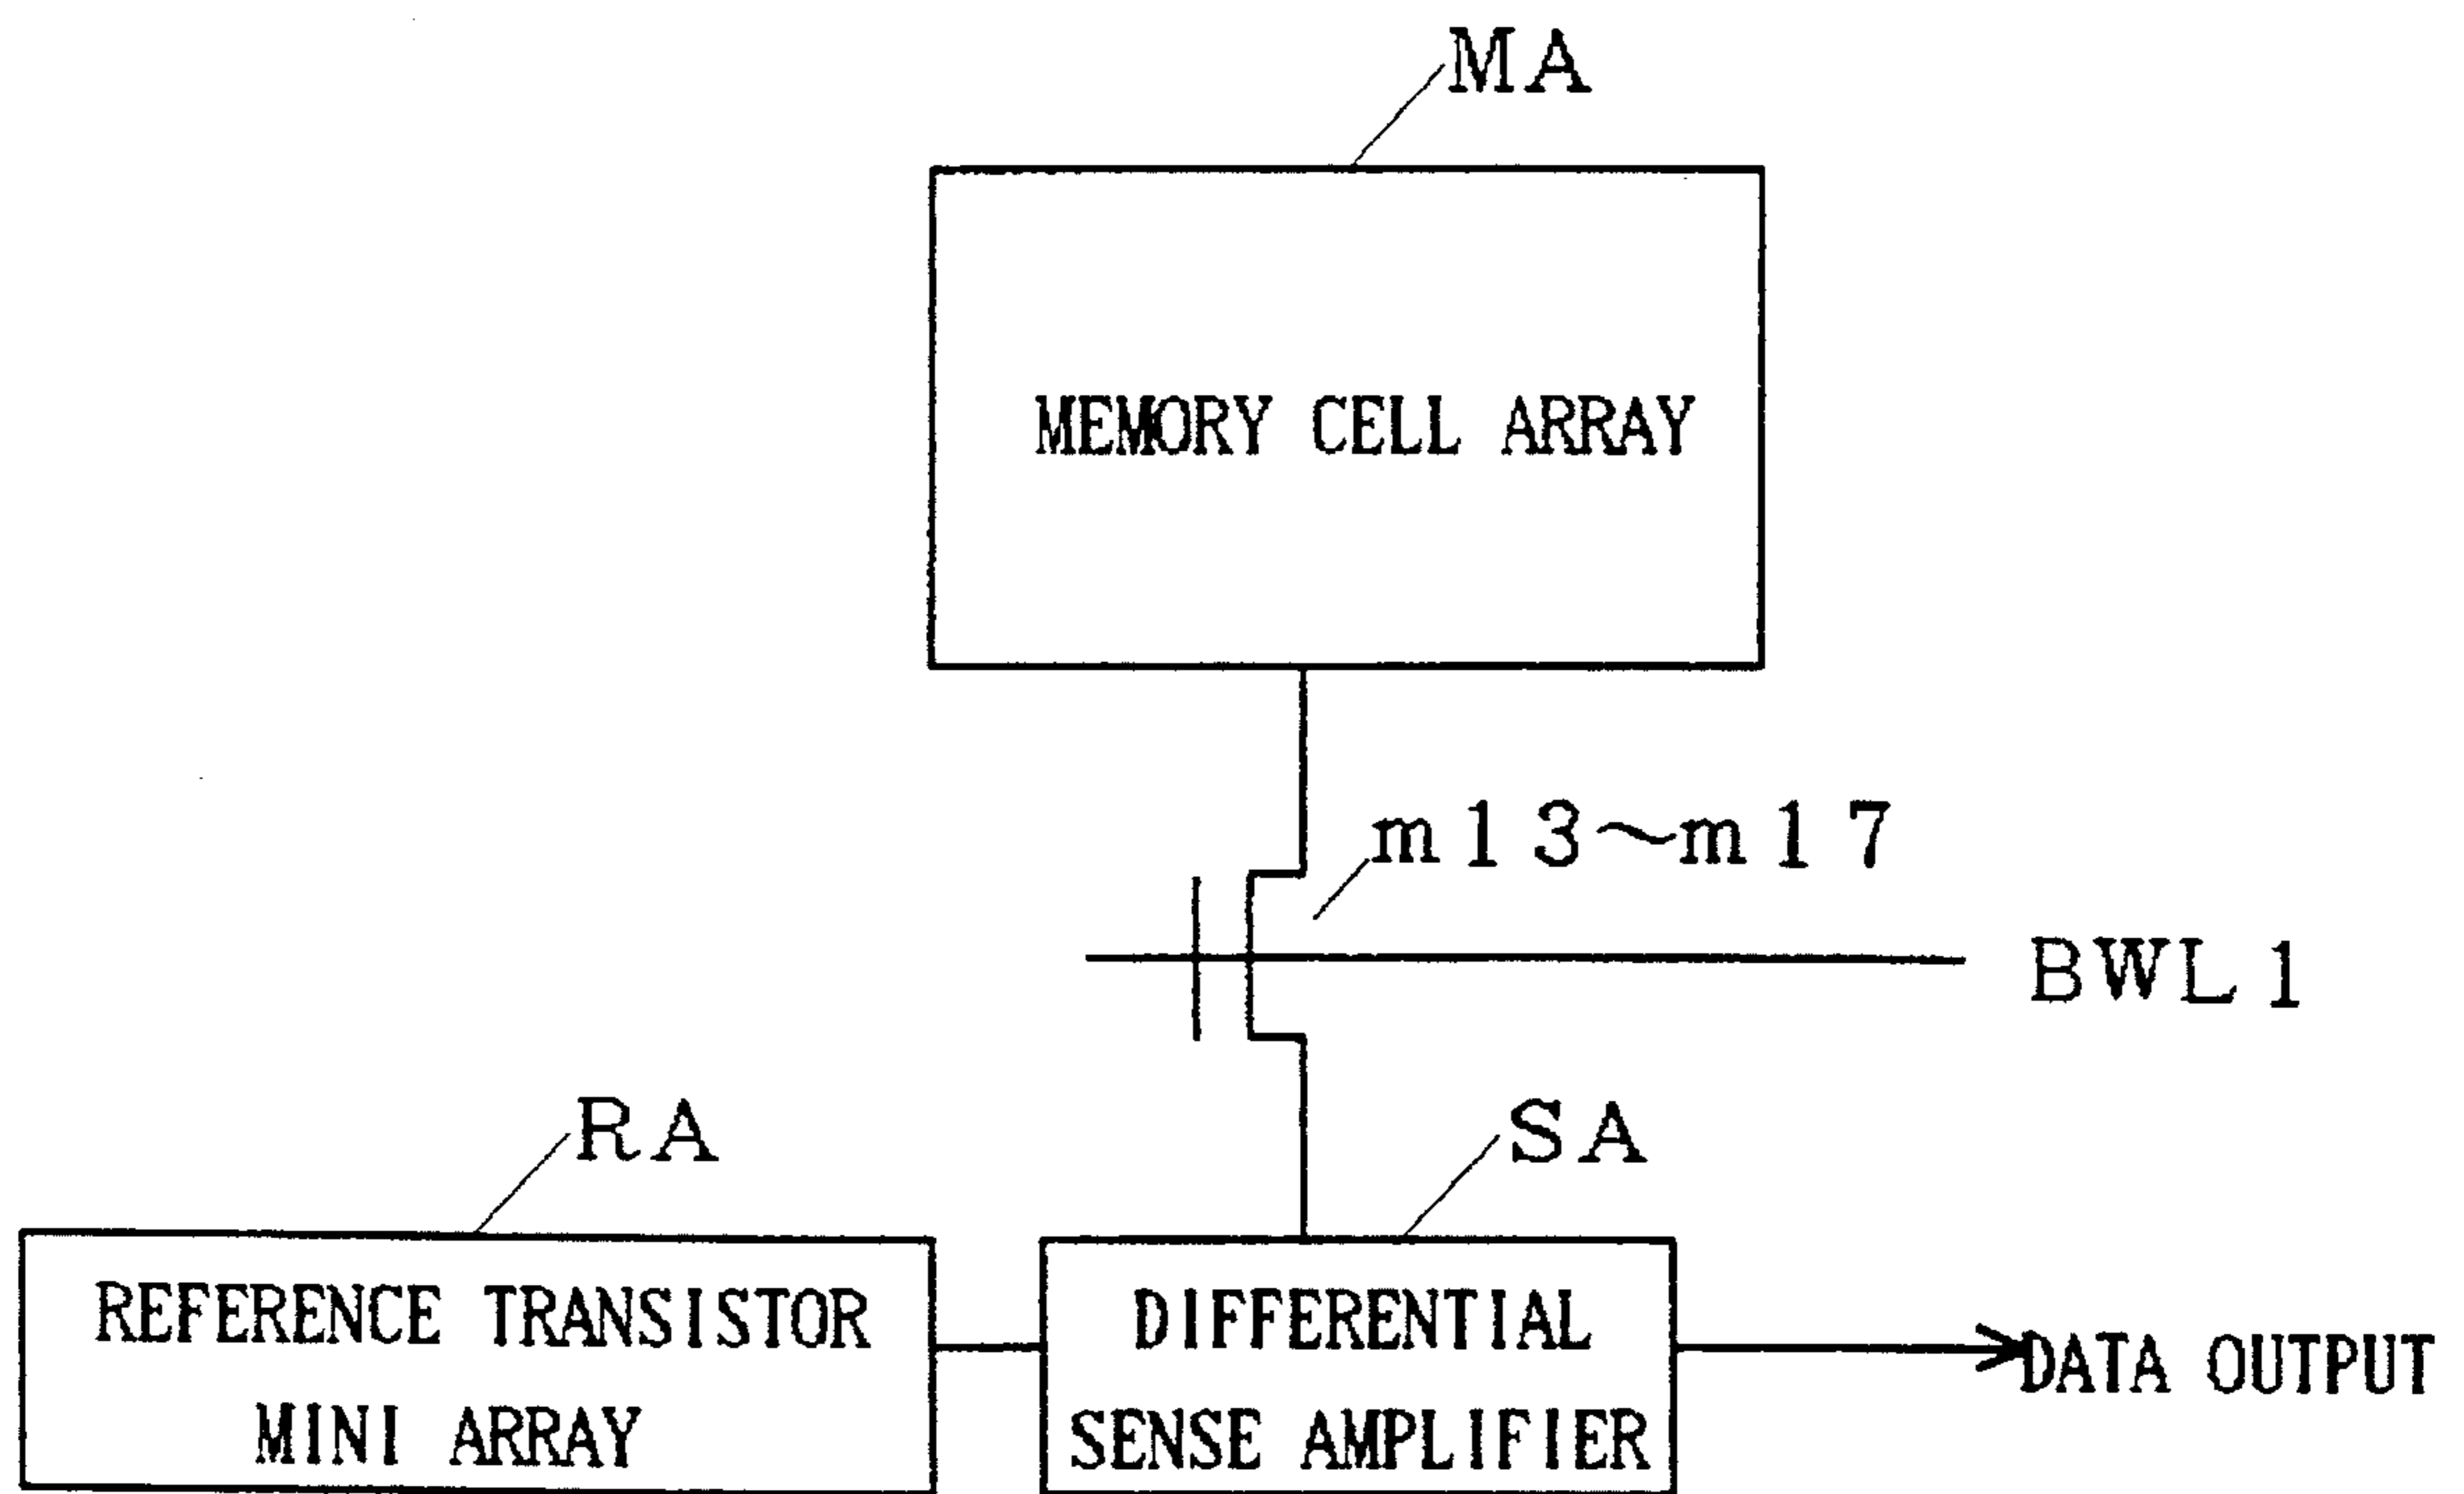 MA
MEMORY CELL ARRAY
m13～m17
BWL1
RA
SA
REFERENCE TRANSISTOR
MINI ARRAY
DIFFERENTIAL
SENSE AMPLIFIER
DATA OUTPUT